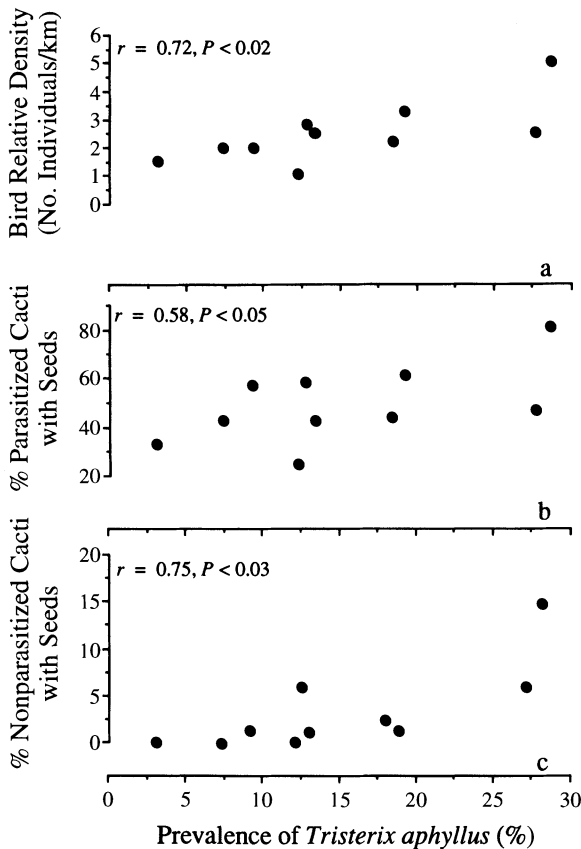 Bird Relative Density
(No. Individuals/km)
6
5
4
3
2
1
0
r = 0.72, P < 0.02
a
% Parasitized Cacti
with Seeds
80
60
40
20
r = 0.58, P < 0.05
b
% Nonparasitized Cacti
with Seeds
20
15
10
5
0
r = 0.75, P < 0.03
c
0 5 10 15 20 25 30
Prevalence of Tristerix aphyllus (%)